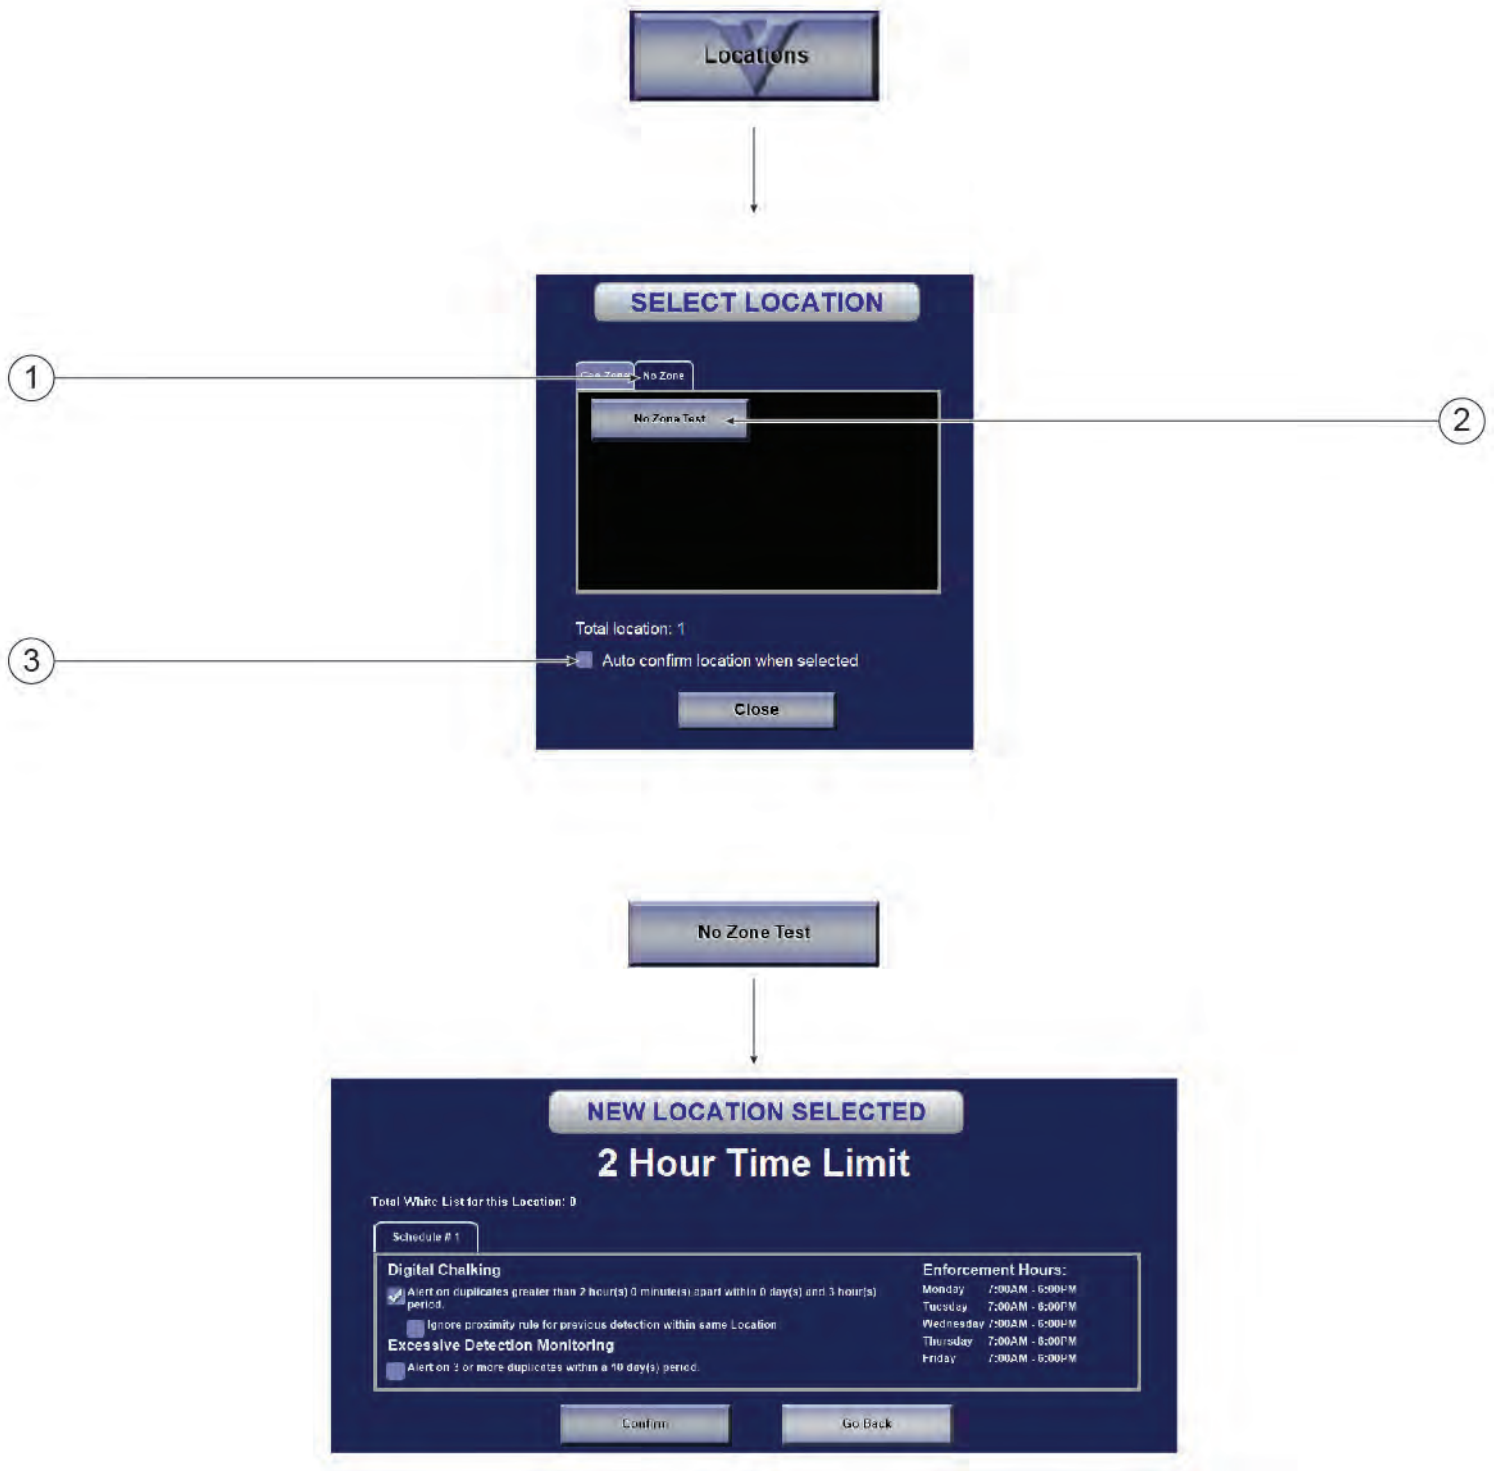 Locations
SELECT LOCATION
1
Zone
No Zone
No Zone Test
2
Total location: 1
3
Auto confirm location when selected
Close
No Zone Test
NEW LOCATION SELECTED
2 Hour Time Limit
Total White List for this Location: 0
Schedule # 1
Digital Chalking
Alert on duplicates greater than 2 hour(s) 0 minute(s) apart within 0 day(s) and 3 hour(s)
period.
Ignore proximity rule for previous detection within same Location
Excessive Detection Monitoring
Alert on 3 or more duplicates within a 10 day(s) period.
Enforcement Hours:
Monday 7:00AM - 6:00PM
Tuesday 7:00AM - 6:00PM
Wednesday 7:00AM - 6:00PM
Thursday 7:00AM - 6:00PM
Friday 7:00AM - 6:00PM
Confirm
Go Back